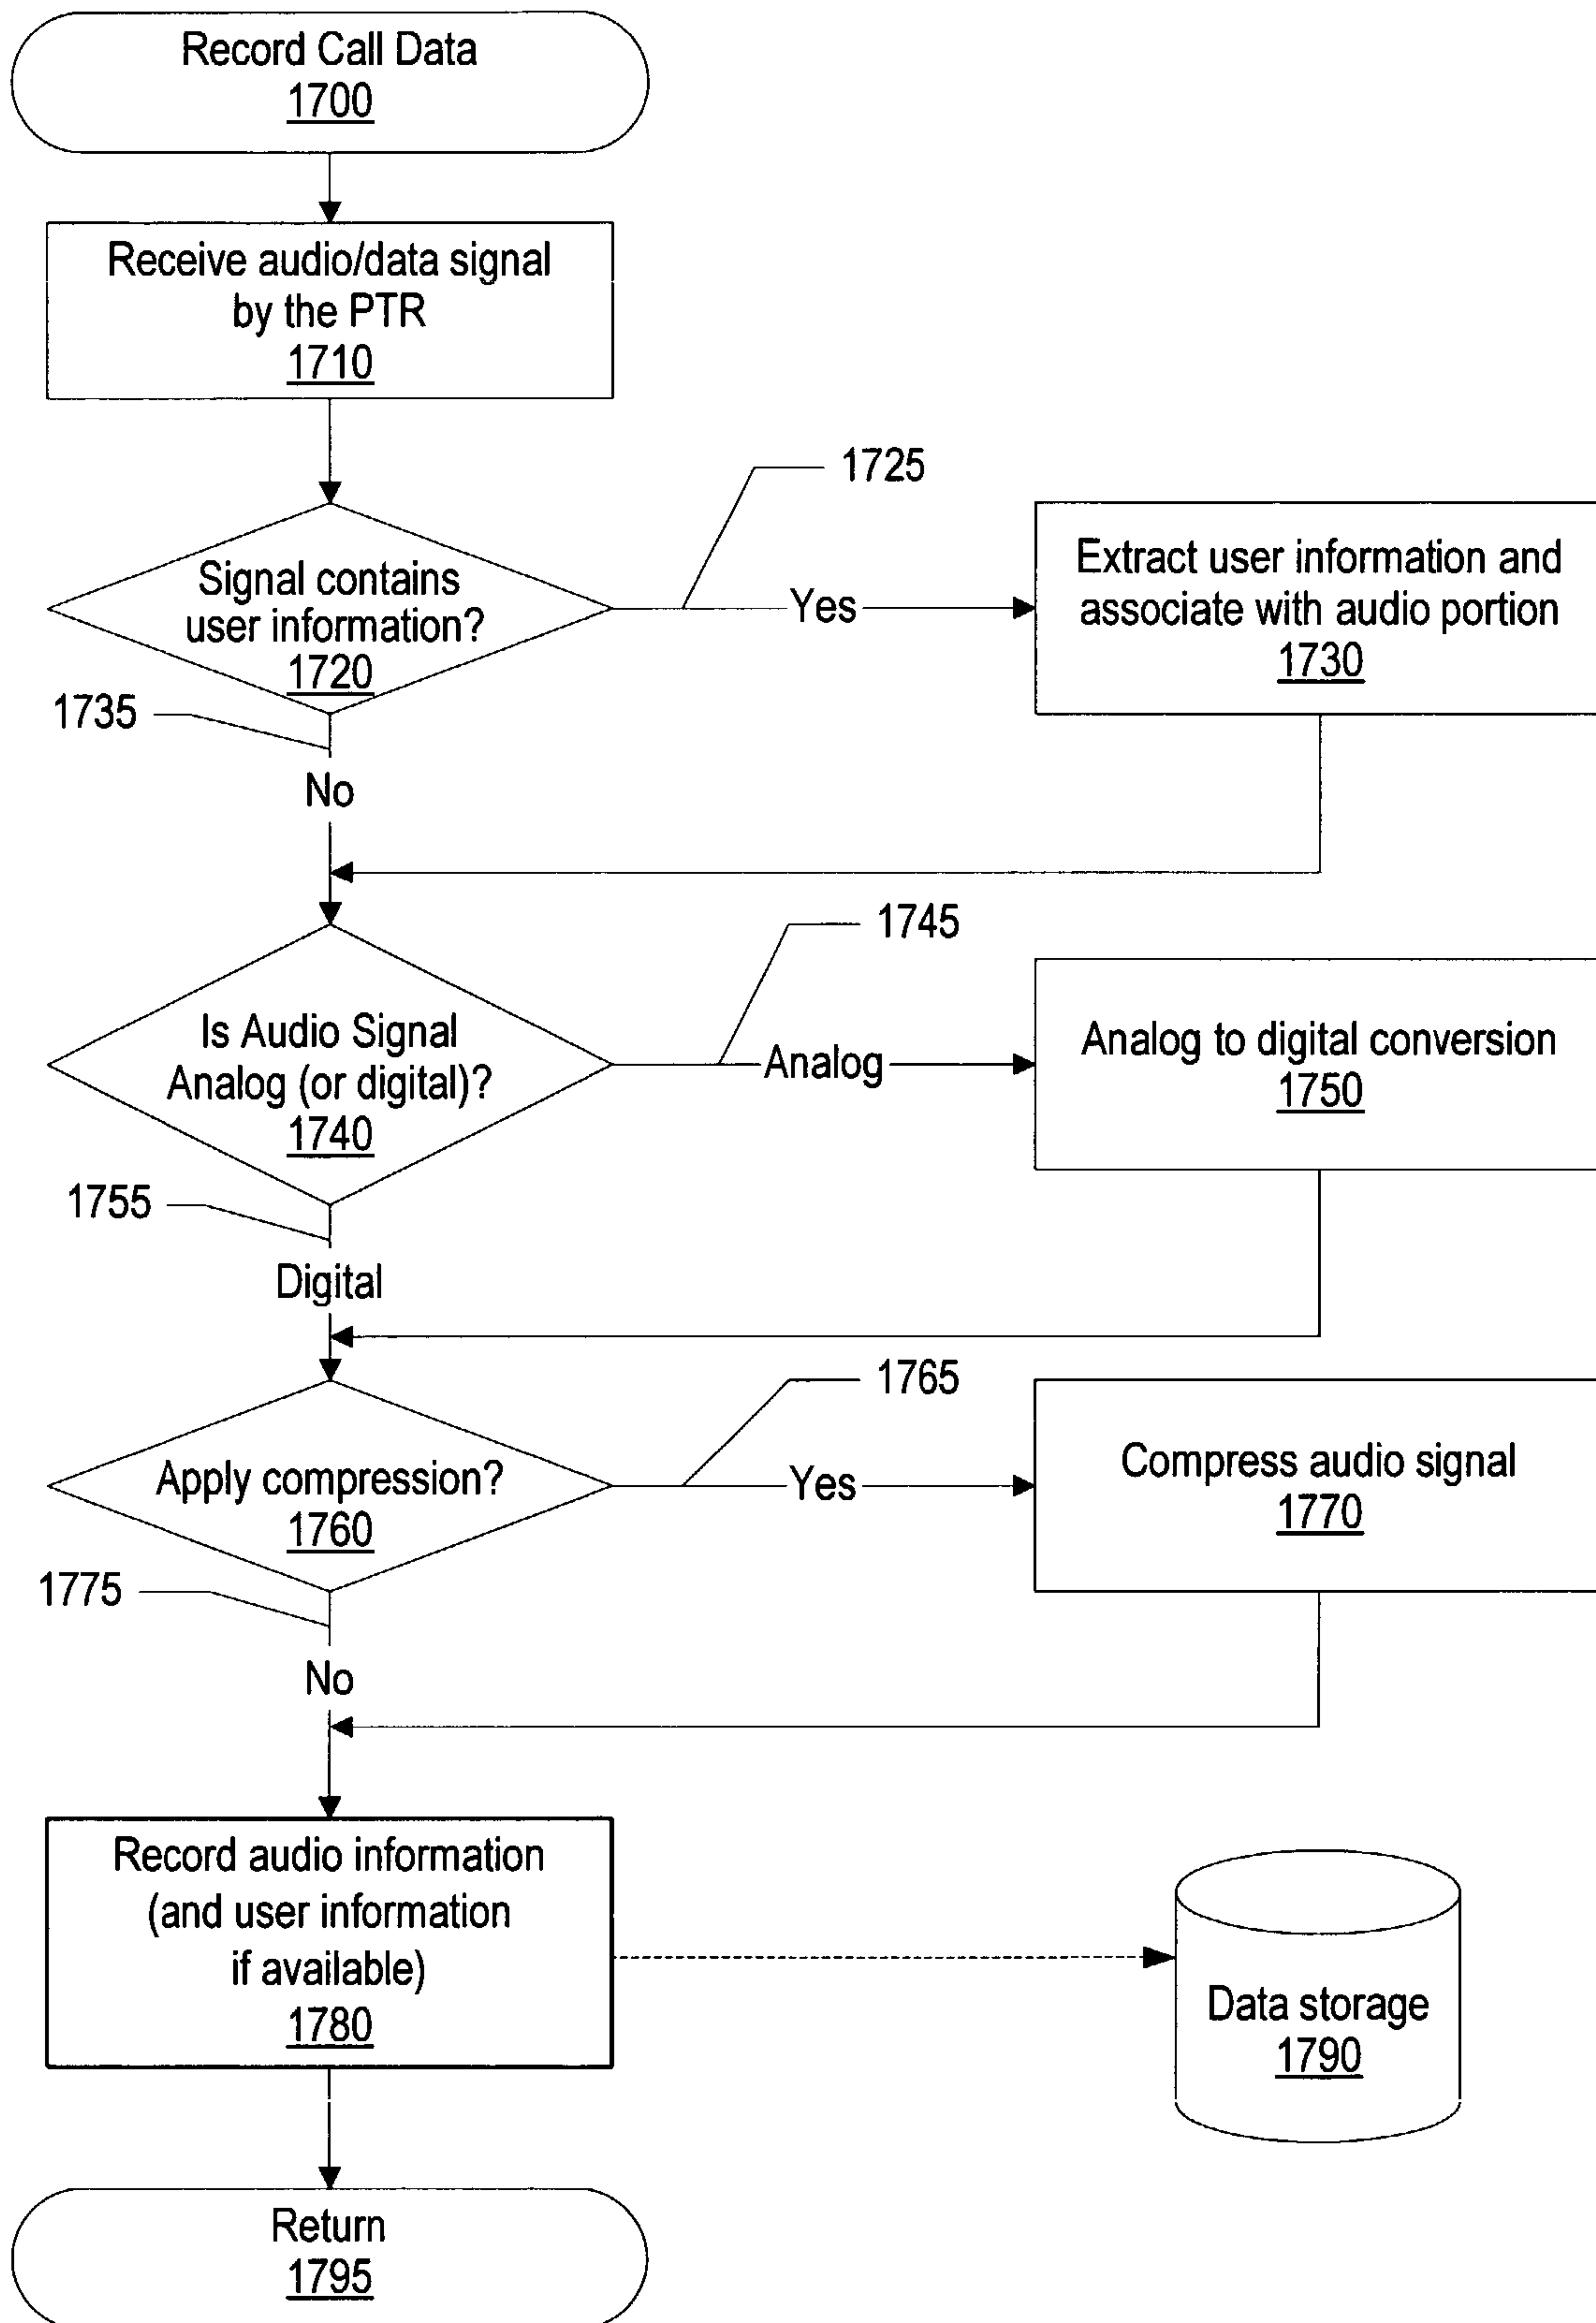 Record Call Data
1700
Receive audio/data signal
by the PTR
1710
1725
Signal contains
user information?
1720
Yes
Extract user information and
associate with audio portion
1730
1735
No
1745
Is Audio Signal
Analog (or digital)?
1740
Analog
Analog to digital conversion
1750
1755
Digital
1765
Apply compression?
1760
Yes
Compress audio signal
1770
1775
No
Record audio information
(and user information
if available)
1780
Data storage
1790
Return
1795